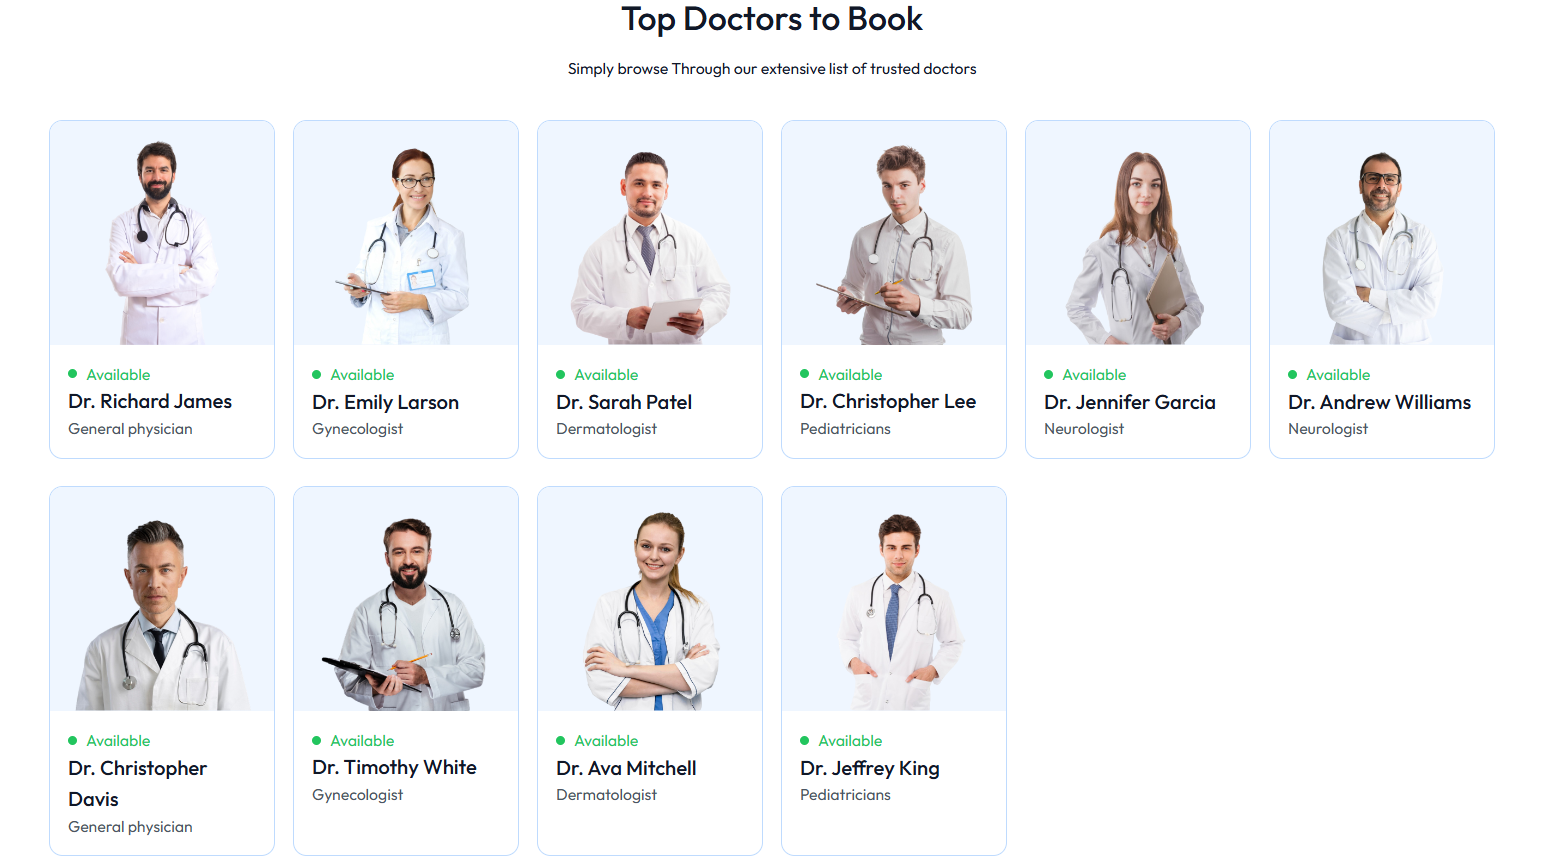 Top Doctors to Book
Simply browse Through our extensive list of trusted doctors
Available
Dr. Richard James
General physician
Available
Dr. Emily Larson
Gynecologist
Available
Dr. Sarah Patel
Dermatologist
Available
Dr. Christopher Lee
Pediatricians
Available
Dr. Jennifer Garcia
Neurologist
Available
Dr. Andrew Williams
Neurologist
Available
Dr. Christopher
Davis
General physician
Available
Dr. Timothy White
Gynecologist
Available
Dr. Ava Mitchell
Dermatologist
Available
Dr. Jeffrey King
Pediatricians